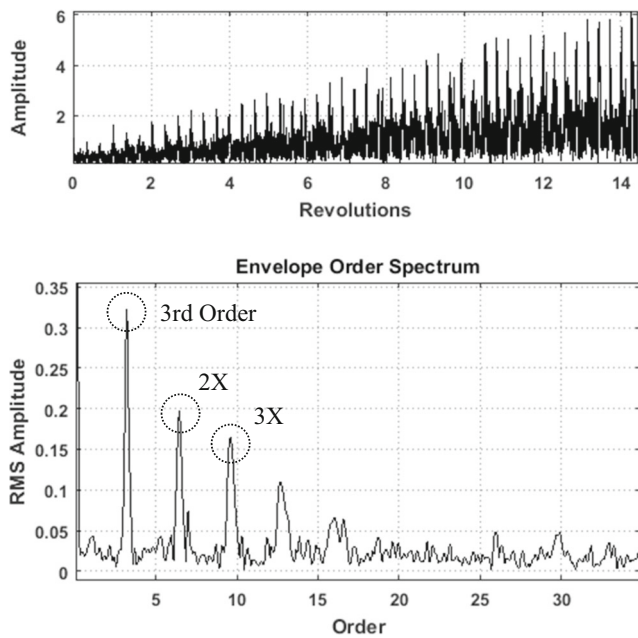 6
4
2
Amplitude
0 2 4 6 8 10 12 14
Revolutions
Envelope Order Spectrum
0.35
0.3
0.25
0.2
0.15
0.1
0.05
0
RMS Amplitude
3rd Order
2X
3X
5 10 15 20 25 30
Order